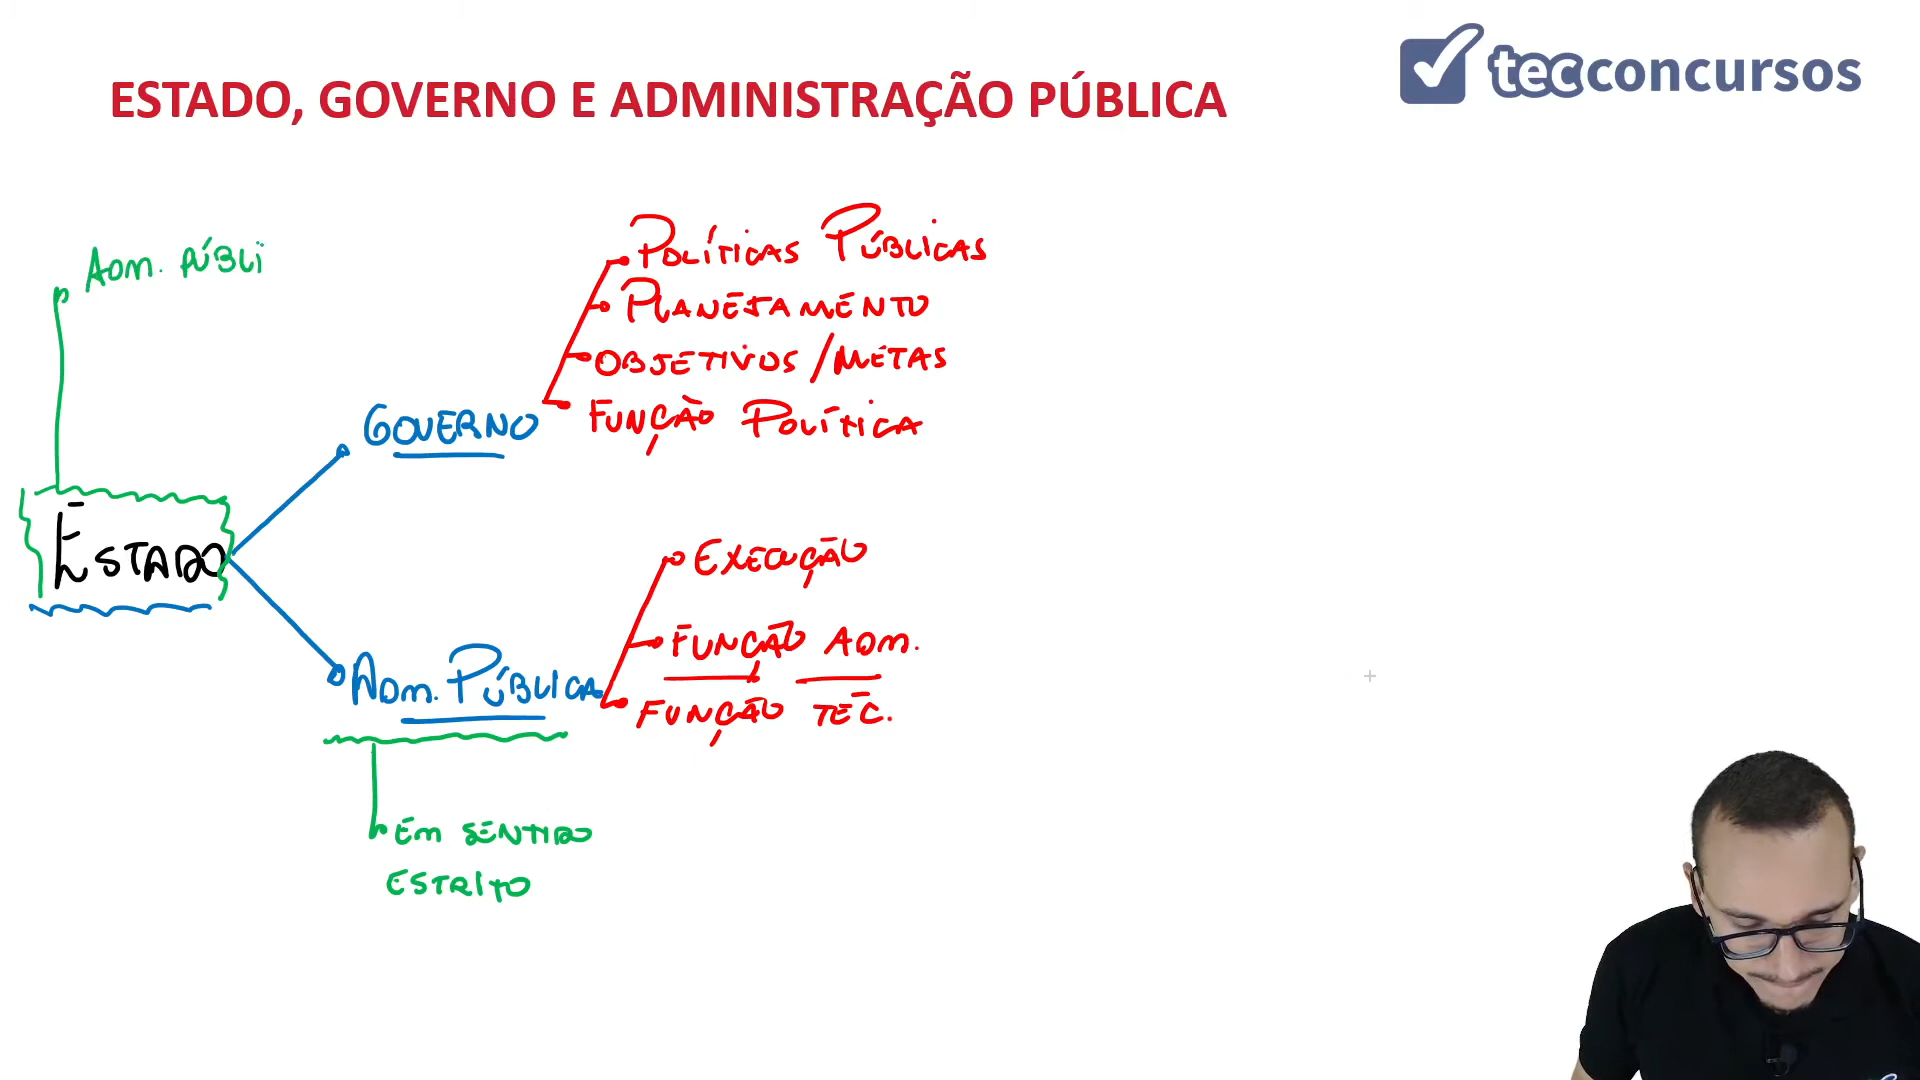 ESTADO, GOVERNO E ADMINISTRAÇÃO PÚBLICA
tecconcursos
ADM. PÚBLI
POLÍTICAS PÚBLICAS
PLANEJAMENTO
OBJETIVOS / METAS
FUNÇÃO POLÍTICA
GOVERNO
ESTADO
EXECUÇÃO
FUNÇÃO ADM.
ADM. PÚBLICA
FUNÇÃO TEC.
EM SENTIDO
ESTRITO